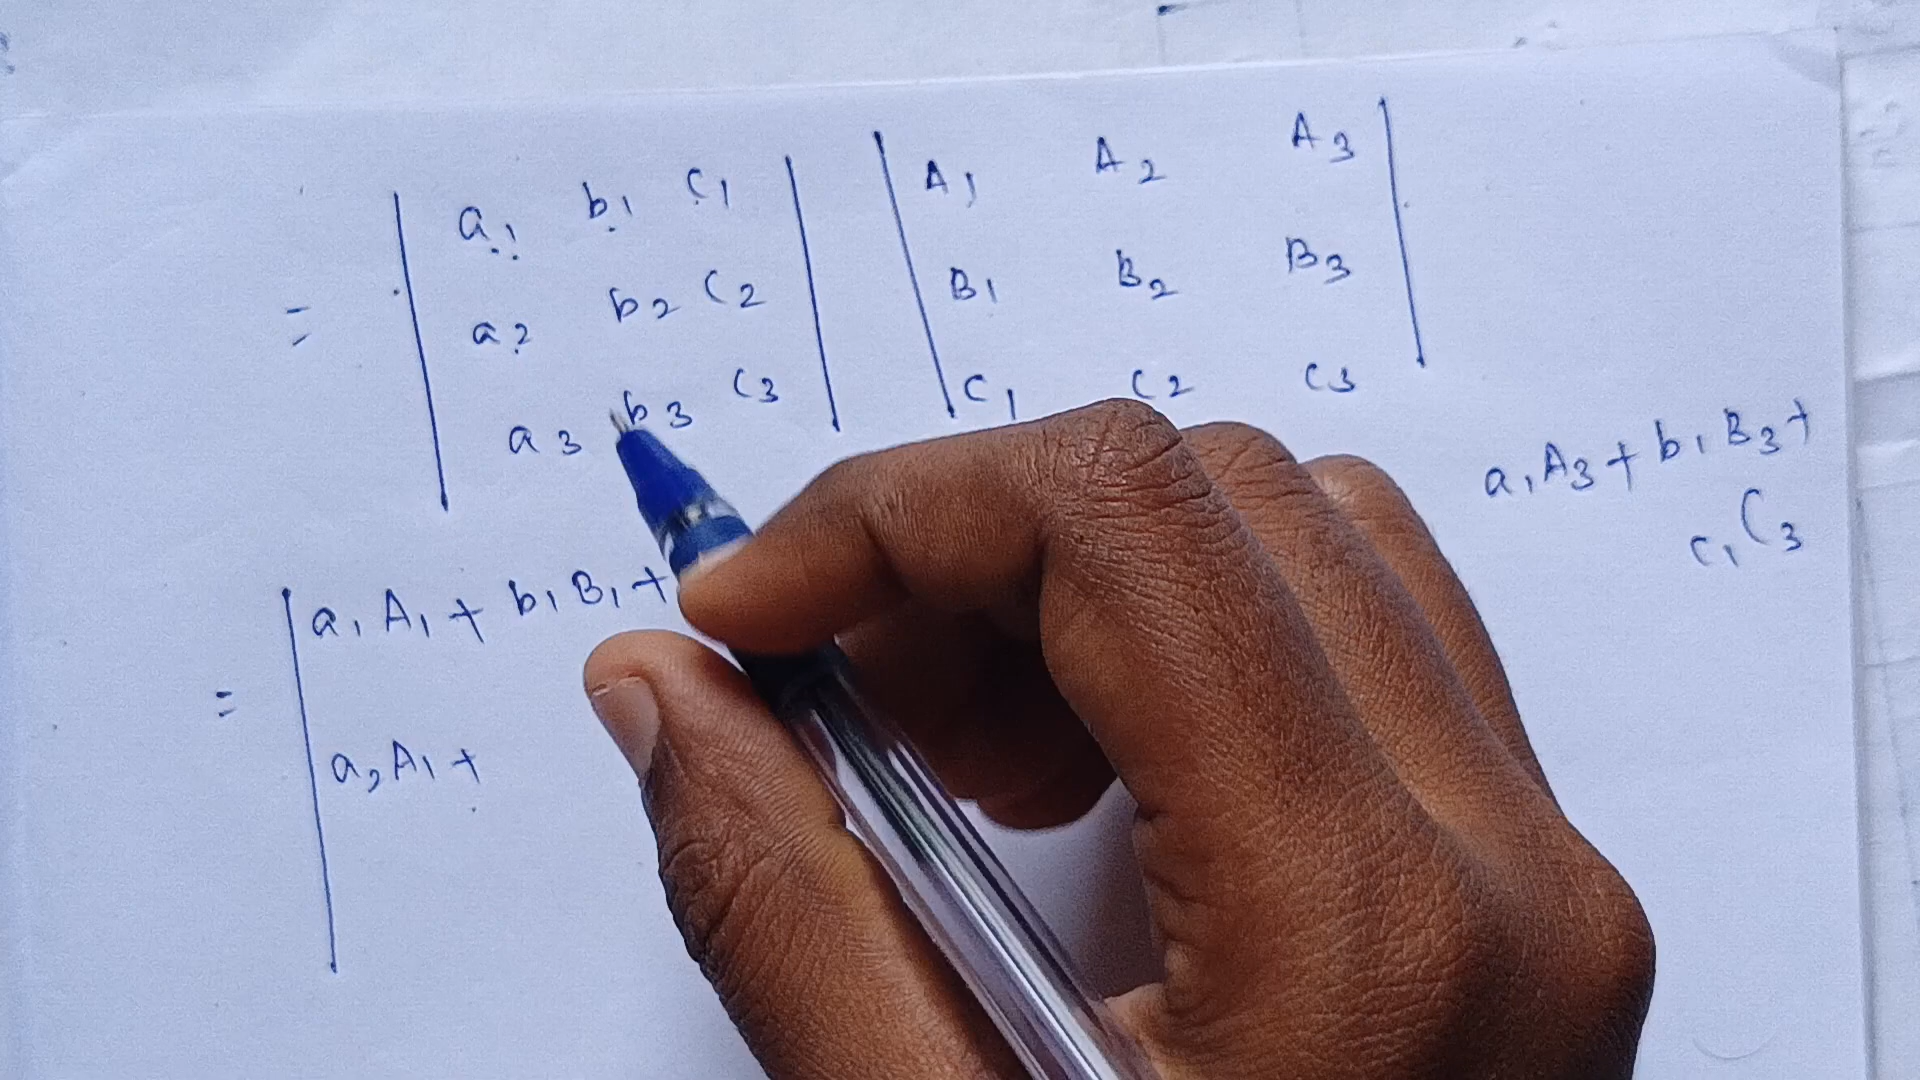 a₁ b₁ c₁ A₁ A₂ A₃
= a₂ b₂ c₂ B₁ B₂ B₃
a₃ b₃ c₃ C₁ C₂ C₃
a₁A₁ + b₁B₁ + a₁A₃ + b₁B₃ +
c₁C₃
=
a₂A₁ +